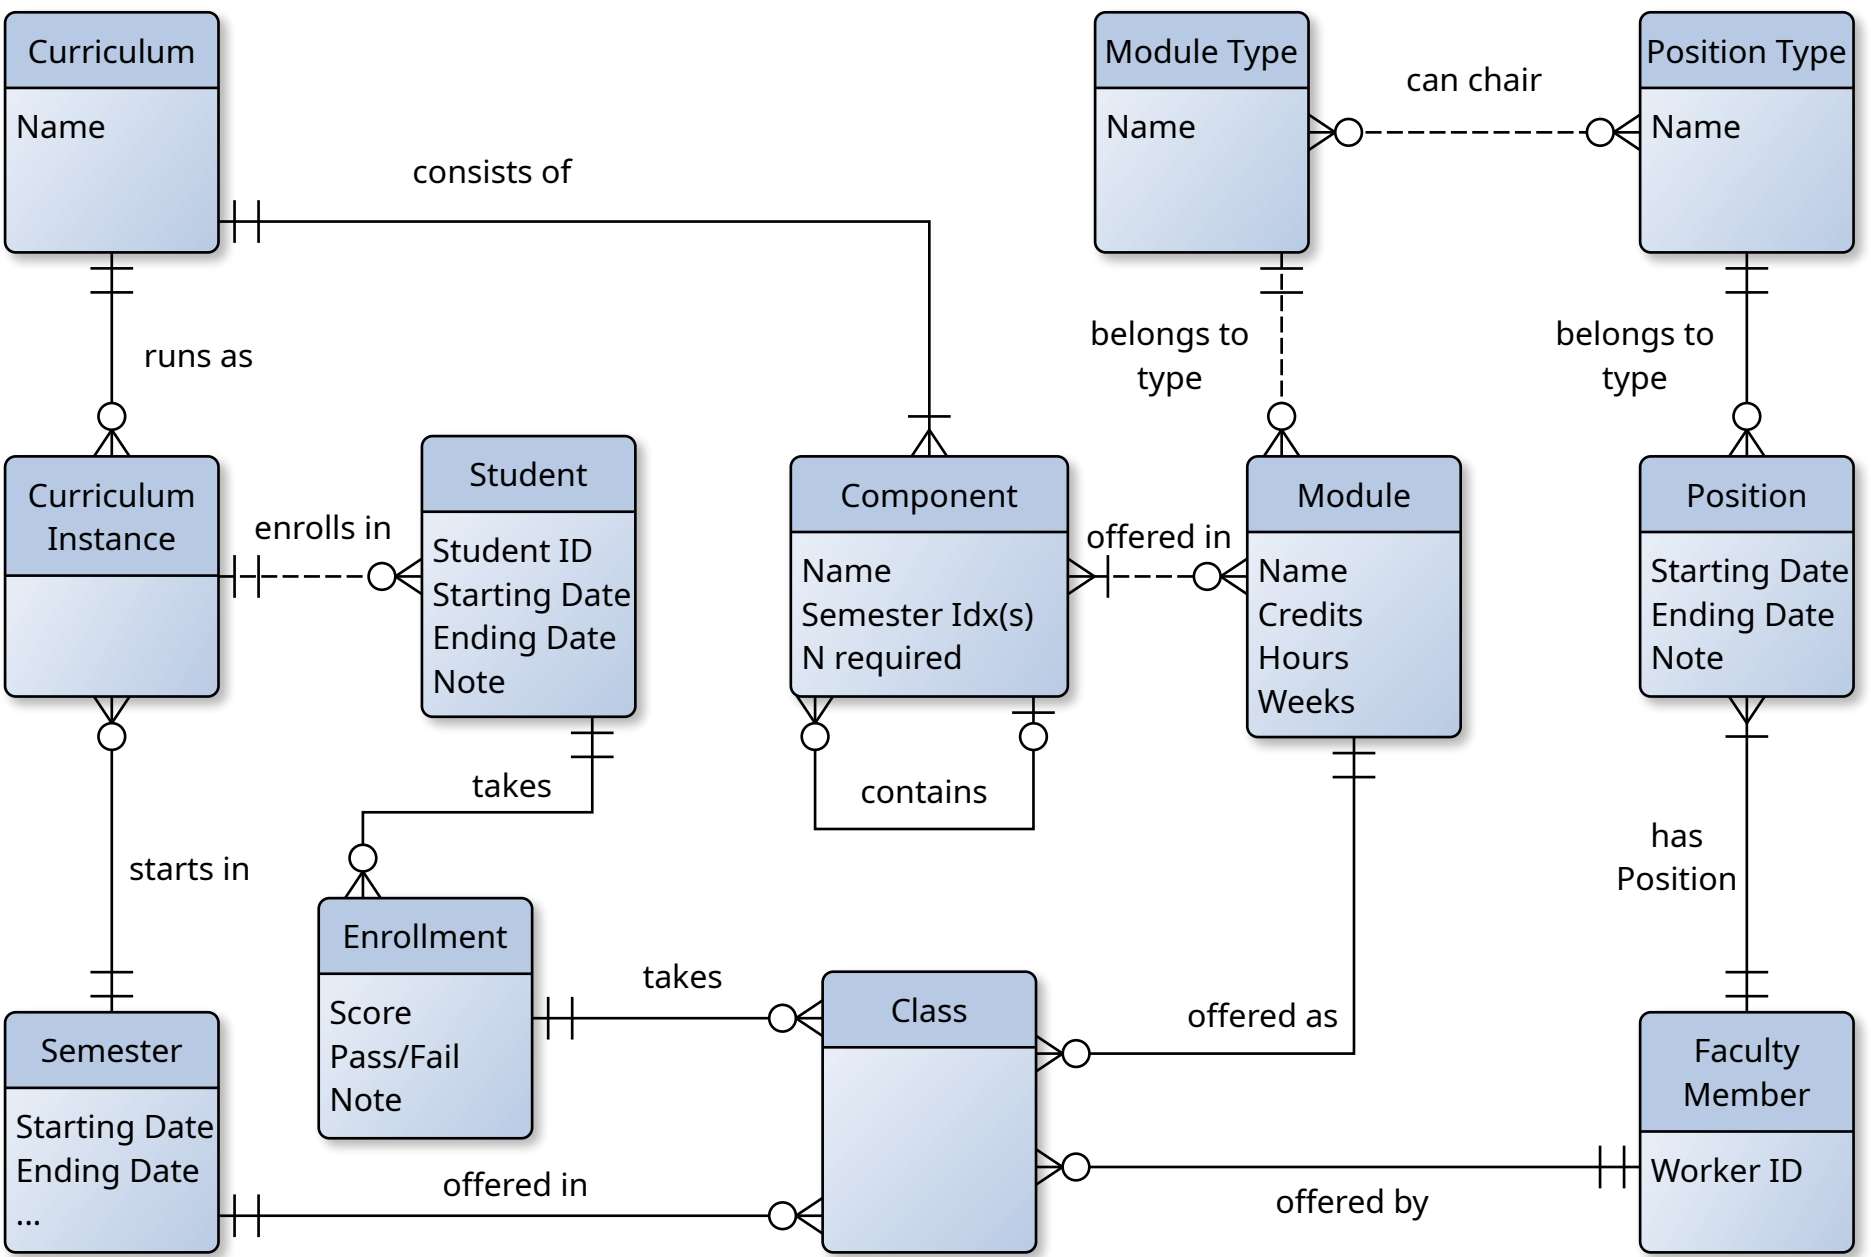 Curriculum
Name
consists of
Module Type
Name
can chair
Position Type
Name
runs as
belongs to
type
belongs to
type
Curriculum
Instance
enrolls in
Student
Student ID
Starting Date
Ending Date
Note
Component
Name
Semester Idx(s)
N required
offered in
Module
Name
Credits
Hours
Weeks
Position
Starting Date
Ending Date
Note
takes
contains
starts in
has
Position
Enrollment
Score
Pass/Fail
Note
takes
Class
offered as
Semester
Starting Date
Ending Date
...
offered in
offered by
Faculty
Member
Worker ID